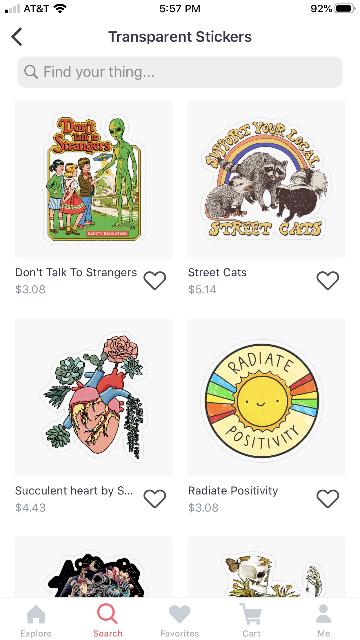 AT&T
5:57 PM
92%
Transparent Stickers
Find your thing...
Don't
Talk To
Strangers
SAFETY EDUCATION
SUPPORT YOUR LOCAL
STREET CATS
Don't Talk To Strangers
$3.08
Street Cats
$5.14
RADIATE
POSITIVITY
Succulent heart by S...
$4.43
Radiate Positivity
$3.08
Explore
Search
Favorites
Cart
Me